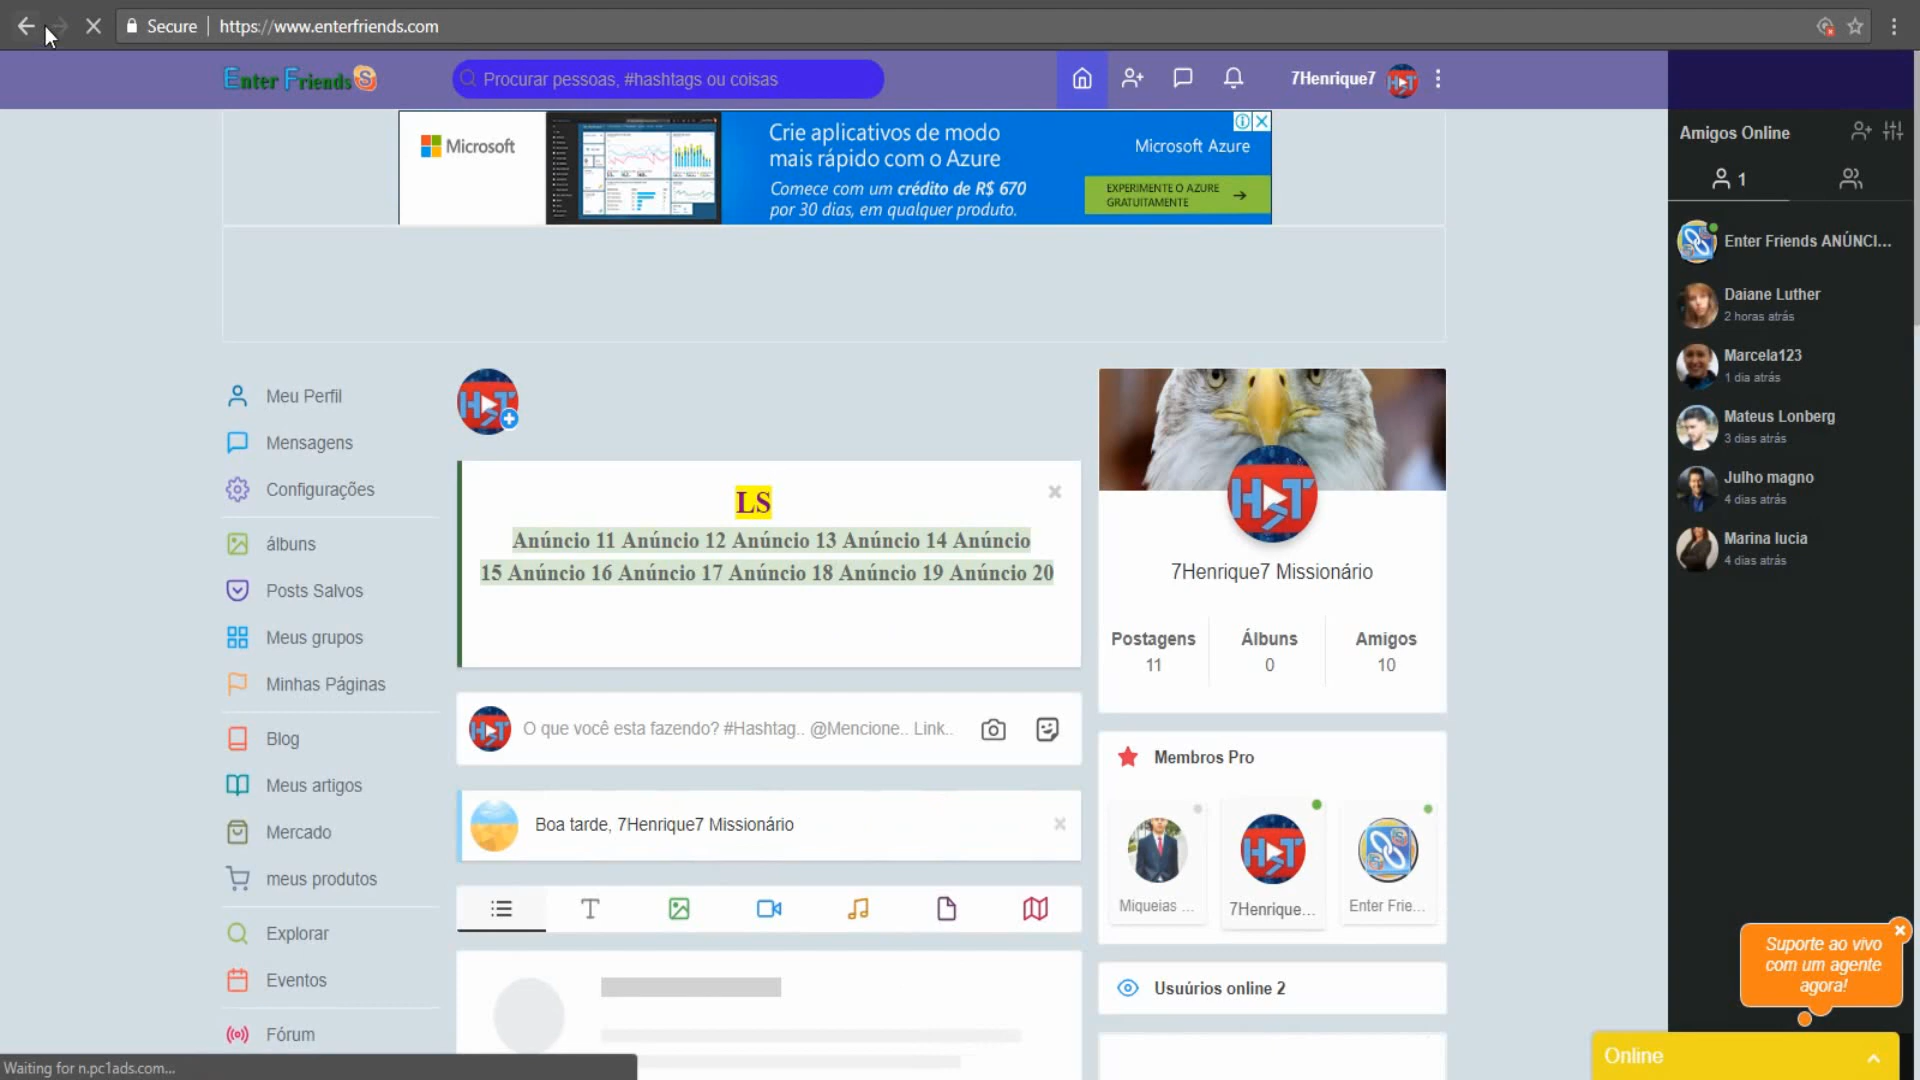 Secure
https://www.enterfriends.com
Enter Friends S
Procurar pessoas, #hashtags ou coisas
7Henrique7
HST
Microsoft
Crie aplicativos de modo
mais rápido com o Azure
Comece com um crédito de R$ 670
por 30 dias, em qualquer produto.
Microsoft Azure
EXPERIMENTE O AZURE
GRATUITAMENTE
Amigos Online
1
Enter Friends ANÚNCI...
Daiane Luther
2 horas atrás
Marcela123
1 dia atrás
Mateus Lonberg
3 dias atrás
Julho magno
4 dias atrás
Marina lucia
4 dias atrás
Meu Perfil
Mensagens
Configurações
álbuns
Posts Salvos
Meus grupos
Minhas Páginas
Blog
Meus artigos
Mercado
meus produtos
Explorar
Eventos
Fórum
HST
LS
Anúncio 11 Anúncio 12 Anúncio 13 Anúncio 14 Anúncio
15 Anúncio 16 Anúncio 17 Anúncio 18 Anúncio 19 Anúncio 20
HST
O que você esta fazendo? #Hashtag.. @Mencione.. Link..
Boa tarde, 7Henrique7 Missionário
HST
7Henrique7 Missionário
Postagens
11
Álbuns
0
Amigos
10
Membros Pro
HST
Miqueias ...
7Henrique...
Enter Frie...
Usuúrios online 2
Suporte ao vivo
com um agente
agora!
Online
Waiting for n.pc1ads.com...